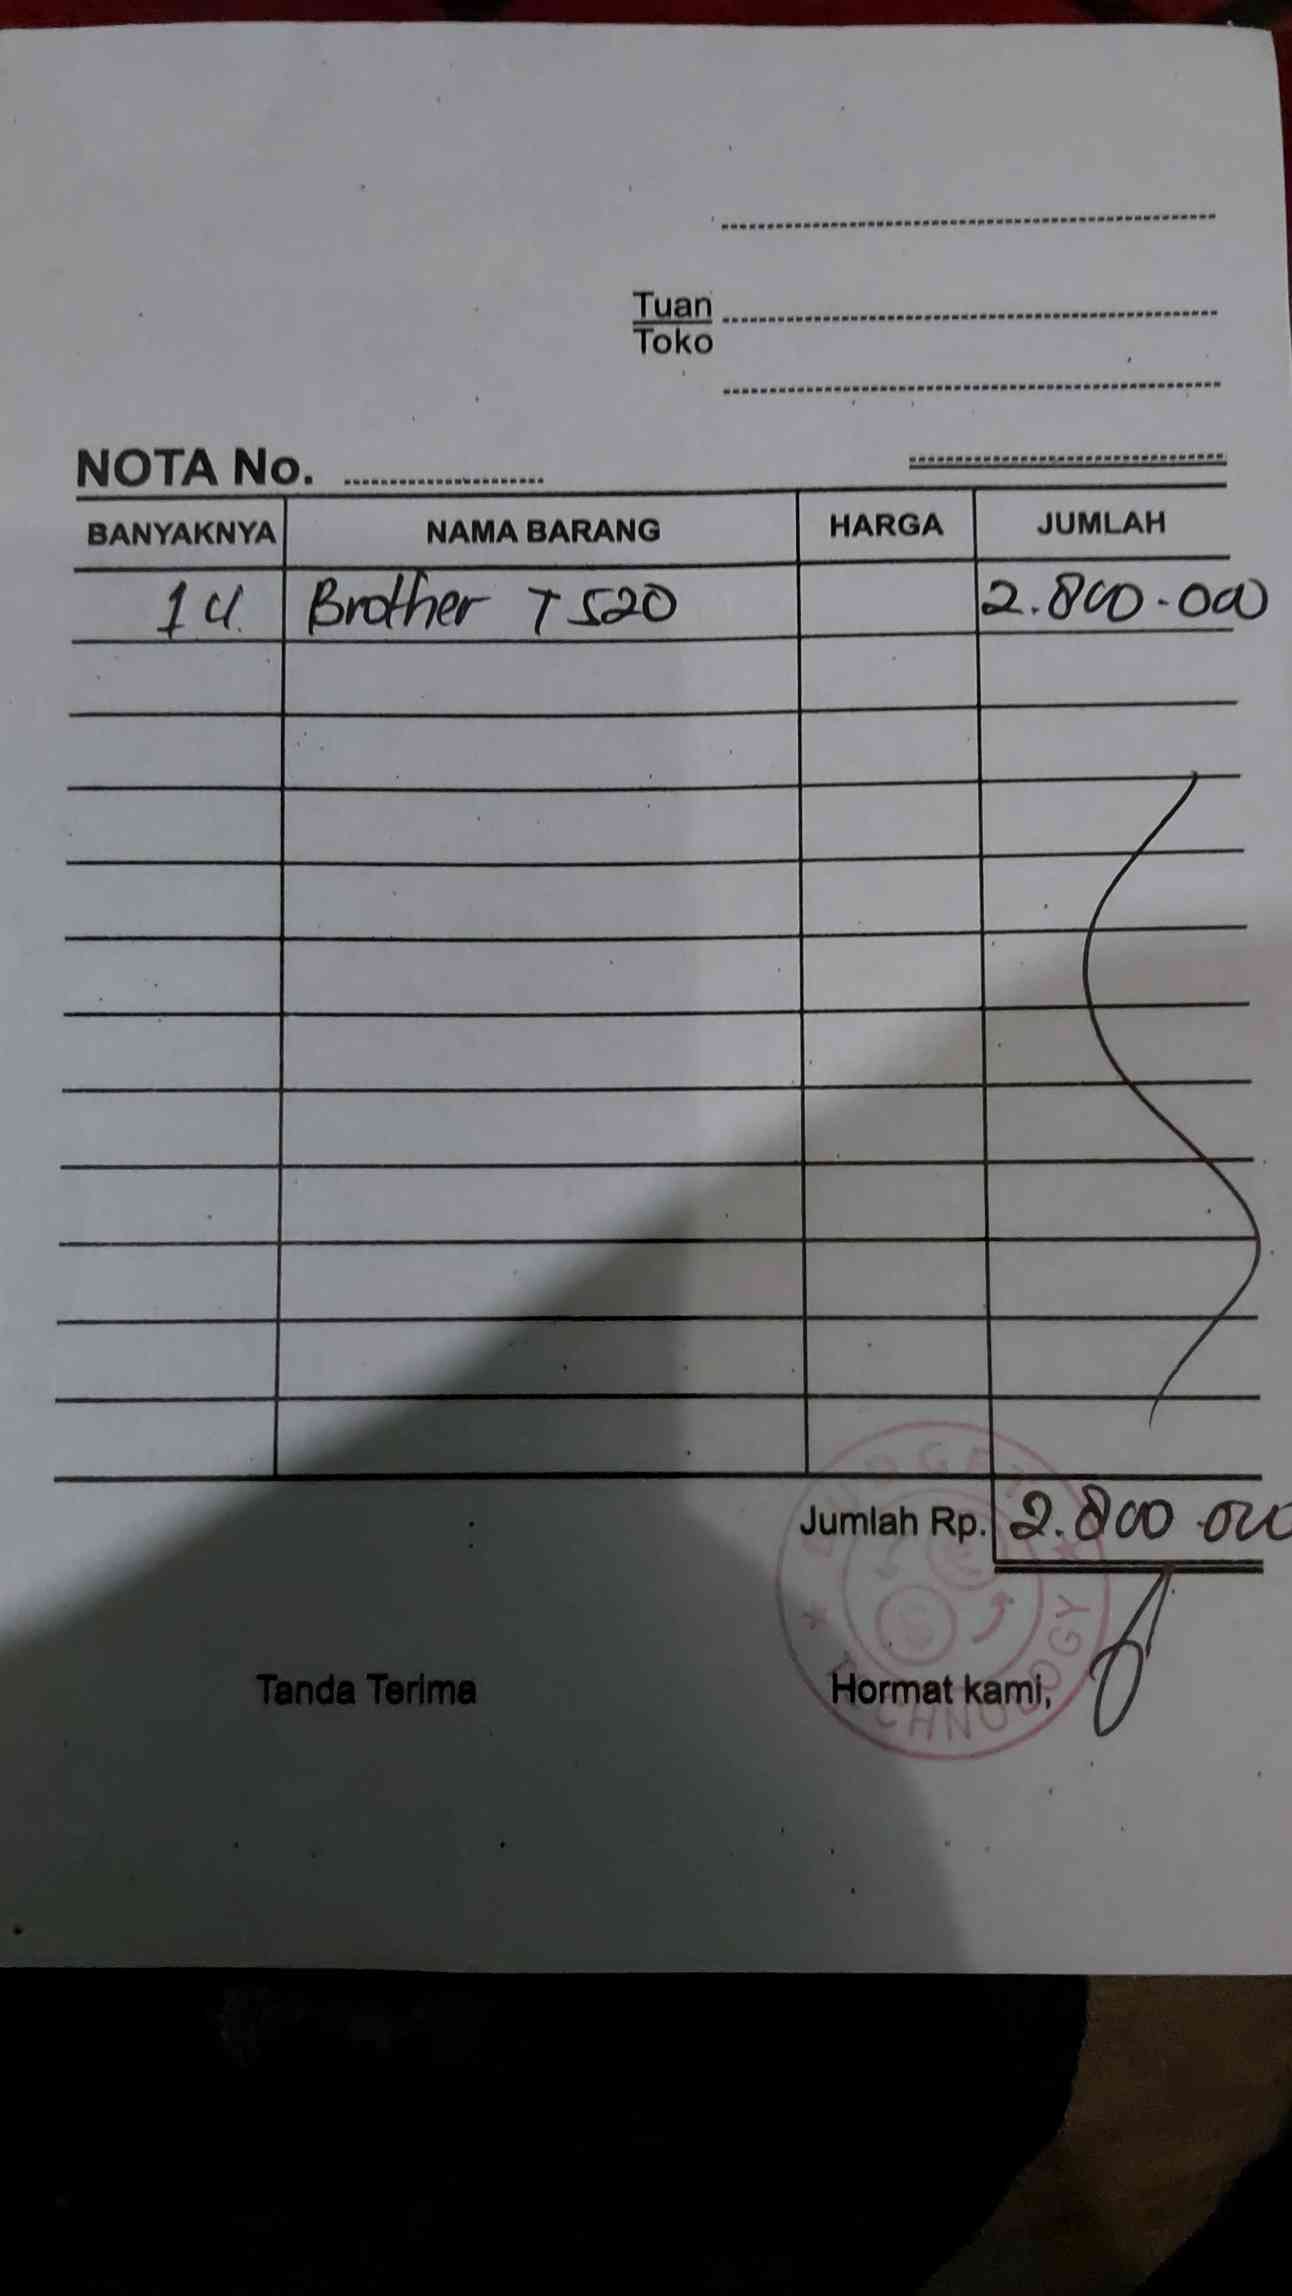 Tuan
Toko
NOTA No.
BANYAKNYA NAMA BARANG HARGA JUMLAH
1 U. Brother T 520 2.800.000
Jumlah Rp. 2.800.000
Tanda Terima Hormat kami,